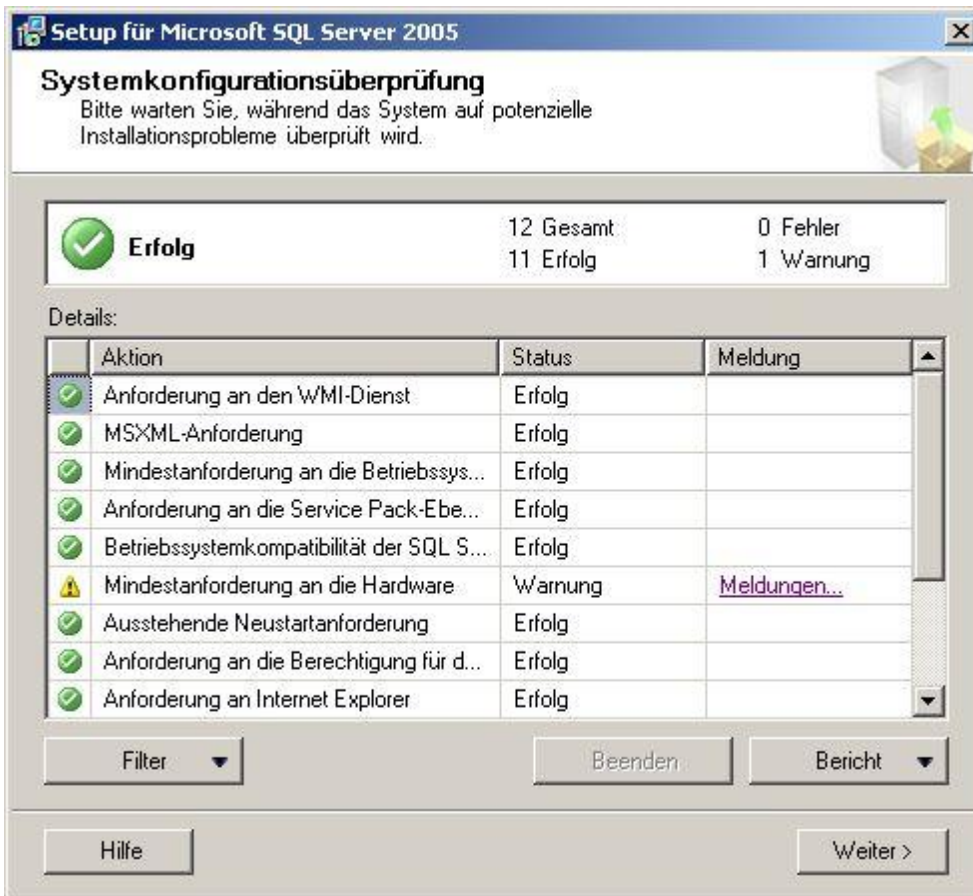 Setup für Microsoft SQL Server 2005
Systemkonfigurationsüberprüfung
Bitte warten Sie, während das System auf potenzielle
Installationsprobleme überprüft wird.
Erfolg
12 Gesamt 0 Fehler
11 Erfolg 1 Warnung
Details:
Aktion Status Meldung
Anforderung an den WMI-Dienst Erfolg
MSXML-Anforderung Erfolg
Mindestanforderung an die Betriebssys... Erfolg
Anforderung an die Service Pack-Ebe... Erfolg
Betriebssystemkompatibilität der SQL S... Erfolg
Mindestanforderung an die Hardware Warnung Meldungen...
Ausstehende Neustartanforderung Erfolg
Anforderung an die Berechtigung für d... Erfolg
Anforderung an Internet Explorer Erfolg
Filter Beenden Bericht
Hilfe Weiter >